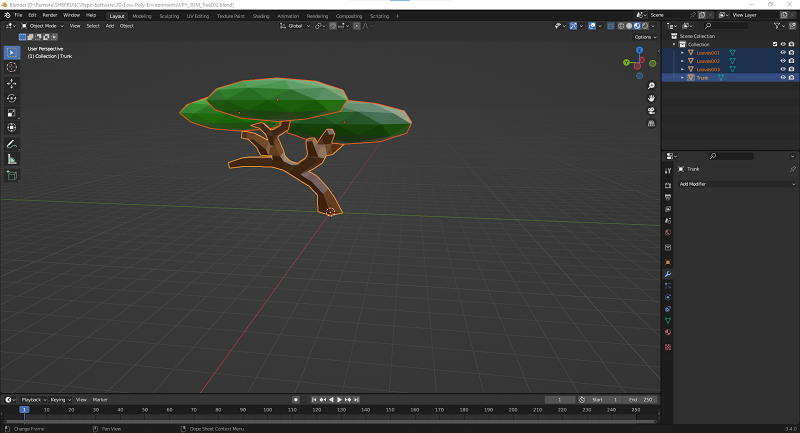 Blender [D:\Remote\SHBFRLMC\Repo-Software\2D-Low-Poly-Environments\LPY_3DM_Tree002.blend]
File Edit Render Window Help Layout Modeling Sculpting UV Editing Texture Paint Shading Animation Rendering Compositing Geometry Nodes Scripting + Scene View Layer
Object Mode View Select Add Object Global
Options
Scene Collection
Collection
Leaves001
Leaves002
Leaves003
Trunk
User Perspective
(1) Collection | Trunk
Z
Y
Trunk
Add Modifier
Playback Keying View Marker 1 Start 1 End 250
1 10 20 30 40 50 60 70 80 90 100 110 120 130 140 150 160 170 180 190 200 210 220 230 240 250
Change Frame Pan View Dope Sheet Context Menu 3.4.0